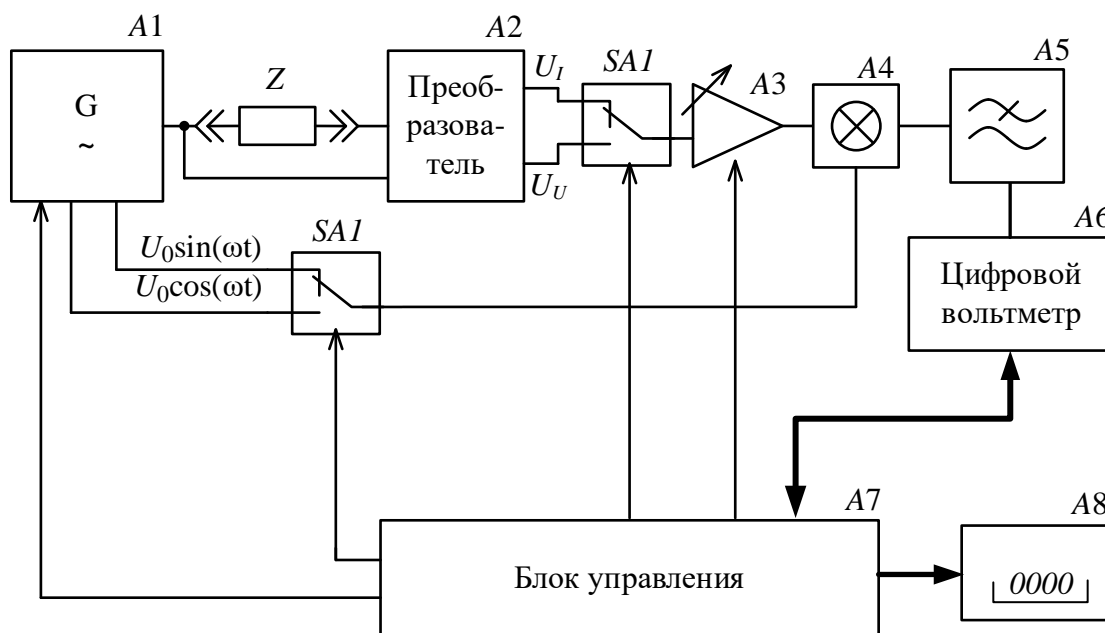 A1
G
~
Z
A2
Преоб-
разова-
тель
U_I
U_U
SA1
A3
A4
A5
A6
Цифровой
вольтметр
U₀sin(ωt)
U₀cos(ωt)
SA1
A7
Блок управления
A8
0000